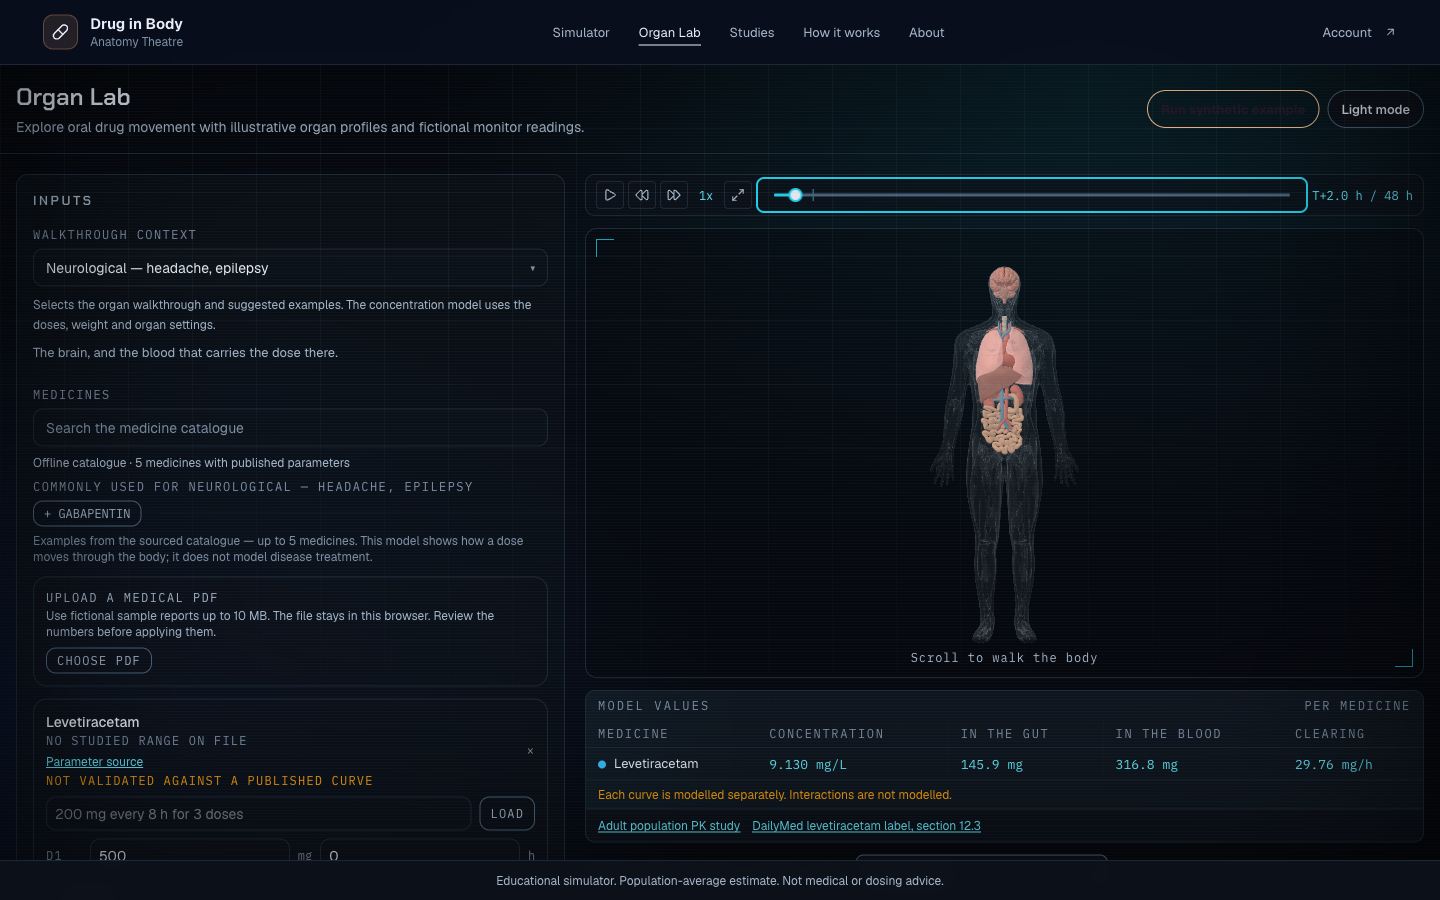 Drug in Body
Anatomy Theatre
Simulator
Organ Lab
Studies
How it works
About
Account ↗
Organ Lab
Explore oral drug movement with illustrative organ profiles and fictional monitor readings.
Run synthetic example
Light mode
INPUTS
WALKTHROUGH CONTEXT
Neurological — headache, epilepsy
Selects the organ walkthrough and suggested examples. The concentration model uses the
doses, weight and organ settings.
The brain, and the blood that carries the dose there.
MEDICINES
Search the medicine catalogue
Offline catalogue · 5 medicines with published parameters
COMMONLY USED FOR NEUROLOGICAL — HEADACHE, EPILEPSY
+ GABAPENTIN
Examples from the sourced catalogue — up to 5 medicines. This model shows how a dose
moves through the body; it does not model disease treatment.
UPLOAD A MEDICAL PDF
Use fictional sample reports up to 10 MB. The file stays in this browser. Review the
numbers before applying them.
CHOOSE PDF
Levetiracetam
NO STUDIED RANGE ON FILE
×
Parameter source
NOT VALIDATED AGAINST A PUBLISHED CURVE
200 mg every 8 h for 3 doses
LOAD
D1 500 mg 0 h
1x
T+2.0 h / 48 h
Scroll to walk the body
MODEL VALUES PER MEDICINE
MEDICINE CONCENTRATION IN THE GUT IN THE BLOOD CLEARING
Levetiracetam 9.130 mg/L 145.9 mg 316.8 mg 29.76 mg/h
Each curve is modelled separately. Interactions are not modelled.
Adult population PK study DailyMed levetiracetam label, section 12.3
Educational simulator. Population-average estimate. Not medical or dosing advice.